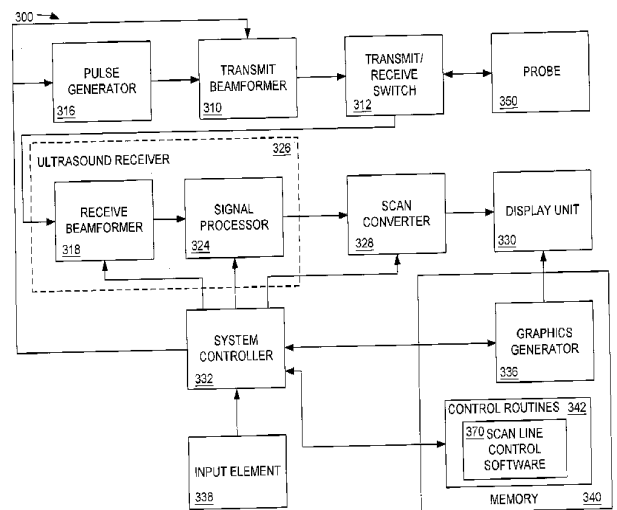 300
PULSE
GENERATOR
316
TRANSMIT
BEAMFORMER
310
TRANSMIT/
RECEIVE
SWITCH
312
PROBE
350
ULTRASOUND RECEIVER
326
RECEIVE
BEAMFORMER
318
SIGNAL
PROCESSOR
324
SCAN
CONVERTER
328
DISPLAY UNIT
330
SYSTEM
CONTROLLER
332
GRAPHICS
GENERATOR
336
CONTROL ROUTINES 342
370 SCAN LINE
CONTROL
SOFTWARE
INPUT ELEMENT
338
MEMORY 340